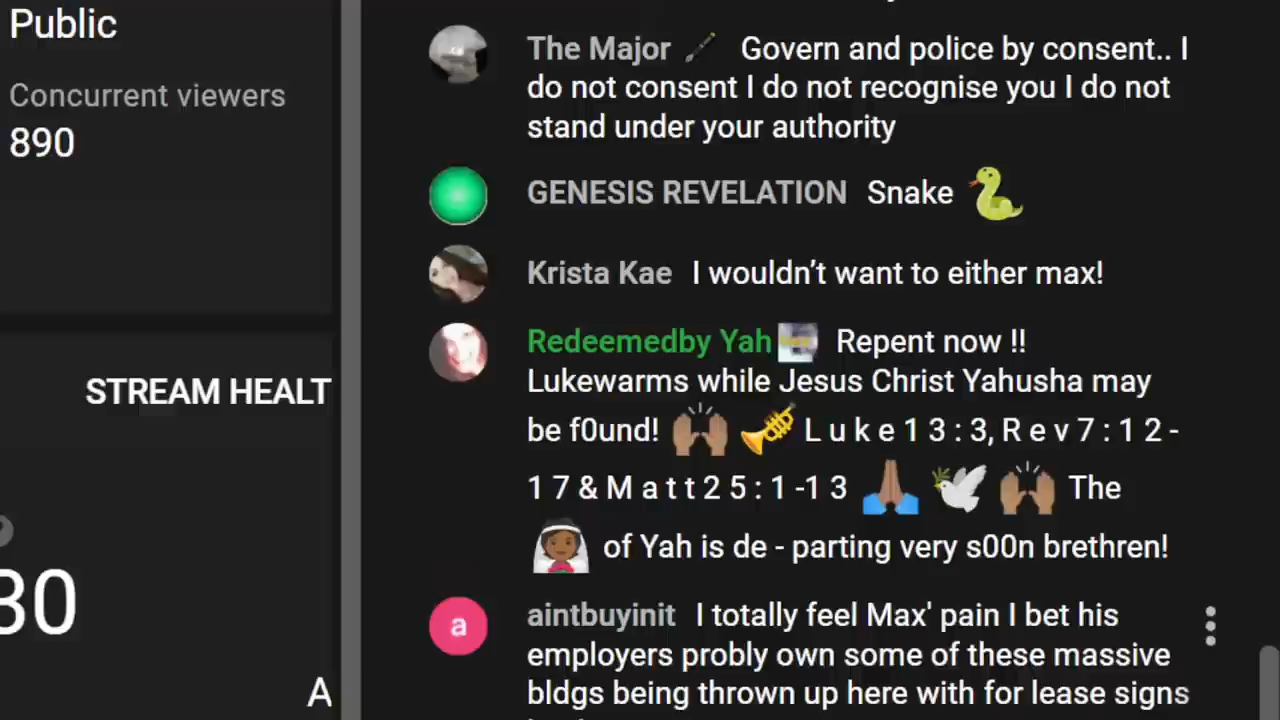 Public
Concurrent viewers
890
STREAM HEALT
30
A
The Major Govern and police by consent.. I
do not consent I do not recognise you I do not
stand under your authority
GENESIS REVELATION Snake
Krista Kae I wouldn’t want to either max!
Redeemedby Yah Repent now !!
Lukewarms while Jesus Christ Yahusha may
be f0und! L u k e 1 3 : 3, R e v 7 : 1 2 -
1 7 & M a t t 2 5 : 1 -1 3 The
of Yah is de - parting very s00n brethren!
a
aintbuyinit I totally feel Max' pain I bet his
employers probly own some of these massive
bldgs being thrown up here with for lease signs